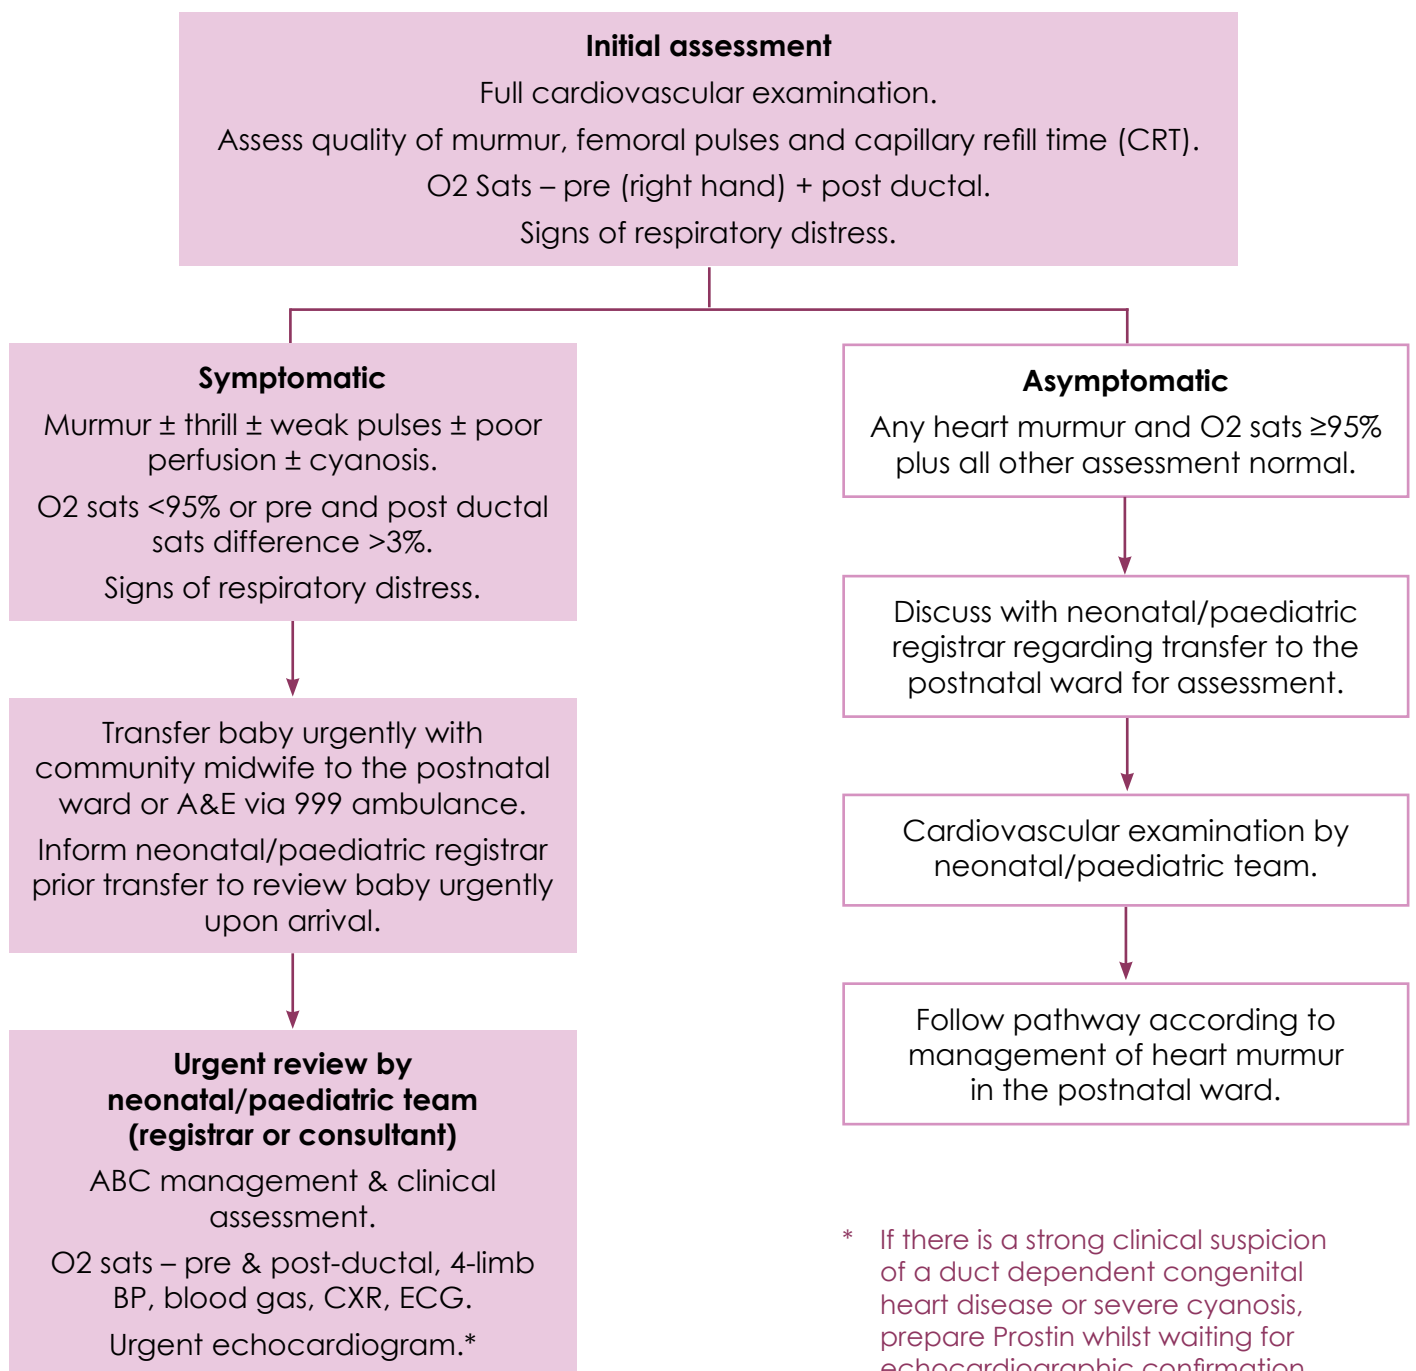 Initial assessment
Full cardiovascular examination.
Assess quality of murmur, femoral pulses and capillary refill time (CRT).
O2 Sats – pre (right hand) + post ductal.
Signs of respiratory distress.
Symptomatic
Murmur ± thrill ± weak pulses ± poor
perfusion ± cyanosis.
O2 sats <95% or pre and post ductal
sats difference >3%.
Signs of respiratory distress.
Transfer baby urgently with
community midwife to the postnatal
ward or A&E via 999 ambulance.
Inform neonatal/paediatric registrar
prior transfer to review baby urgently
upon arrival.
Urgent review by
neonatal/paediatric team
(registrar or consultant)
ABC management & clinical
assessment.
O2 sats – pre & post-ductal, 4-limb
BP, blood gas, CXR, ECG.
Urgent echocardiogram.*
Asymptomatic
Any heart murmur and O2 sats ≥95%
plus all other assessment normal.
Discuss with neonatal/paediatric
registrar regarding transfer to the
postnatal ward for assessment.
Cardiovascular examination by
neonatal/paediatric team.
Follow pathway according to
management of heart murmur
in the postnatal ward.
* If there is a strong clinical suspicion
of a duct dependent congenital
heart disease or severe cyanosis,
prepare Prostin whilst waiting for
echocardiographic confirmation